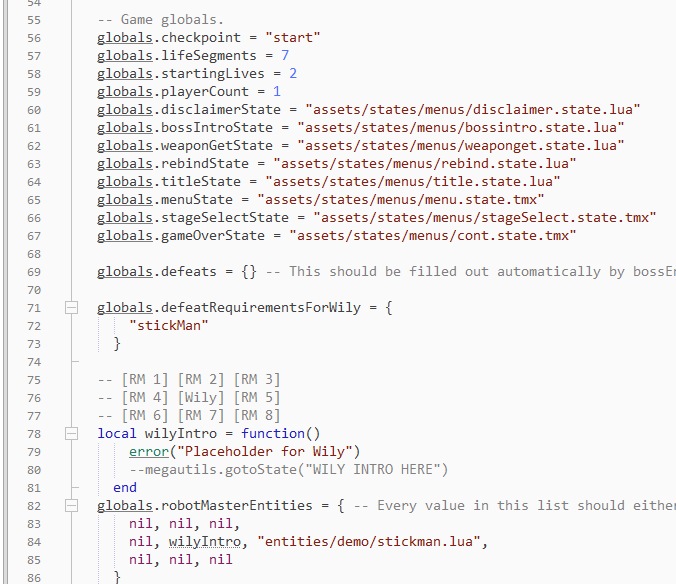 54
55 -- Game globals.
56 globals.checkpoint = "start"
57 globals.lifeSegments = 7
58 globals.startingLives = 2
59 globals.playerCount = 1
60 globals.disclaimerState = "assets/states/menus/disclaimer.state.lua"
61 globals.bossIntroState = "assets/states/menus/bossintro.state.lua"
62 globals.weaponGetState = "assets/states/menus/weaponget.state.lua"
63 globals.rebindState = "assets/states/menus/rebind.state.lua"
64 globals.titleState = "assets/states/menus/title.state.lua"
65 globals.menuState = "assets/states/menus/menu.state.tmx"
66 globals.stageSelectState = "assets/states/menus/stageSelect.state.tmx"
67 globals.gameOverState = "assets/states/menus/cont.state.tmx"
68
69 globals.defeats = {} -- This should be filled out automatically by bossEn
70
71 globals.defeatRequirementsForWily = {
72 "stickMan"
73 }
74
75 -- [RM 1] [RM 2] [RM 3]
76 -- [RM 4] [Wily] [RM 5]
77 -- [RM 6] [RM 7] [RM 8]
78 local wilyIntro = function()
79 error("Placeholder for Wily")
80 --megautils.gotoState("WILY INTRO HERE")
81 end
82 globals.robotMasterEntities = { -- Every value in this list should either
83 nil, nil, nil,
84 nil, wilyIntro, "entities/demo/stickman.lua",
85 nil, nil, nil
86 }